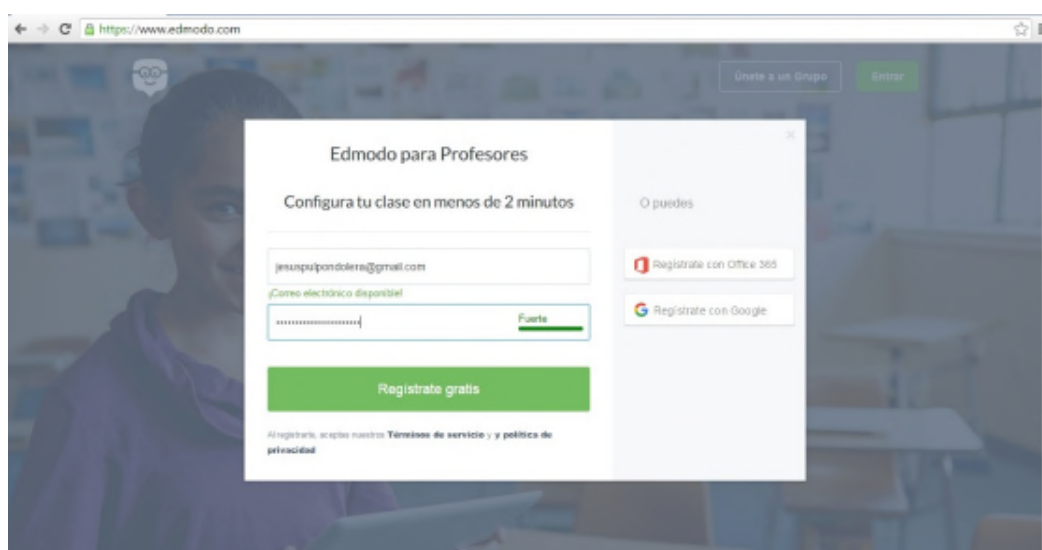 https://www.edmodo.com
Únete a un Grupo
Entrar
Edmodo para Profesores
Configura tu clase en menos de 2 minutos
jesuspulpondolera@gmail.com
¡Correo electrónico disponible!
Fuerte
Regístrate gratis
Al registrarte, aceptas nuestros Términos de servicio y y política de
privacidad
O puedes
Regístrate con Office 365
Regístrate con Google